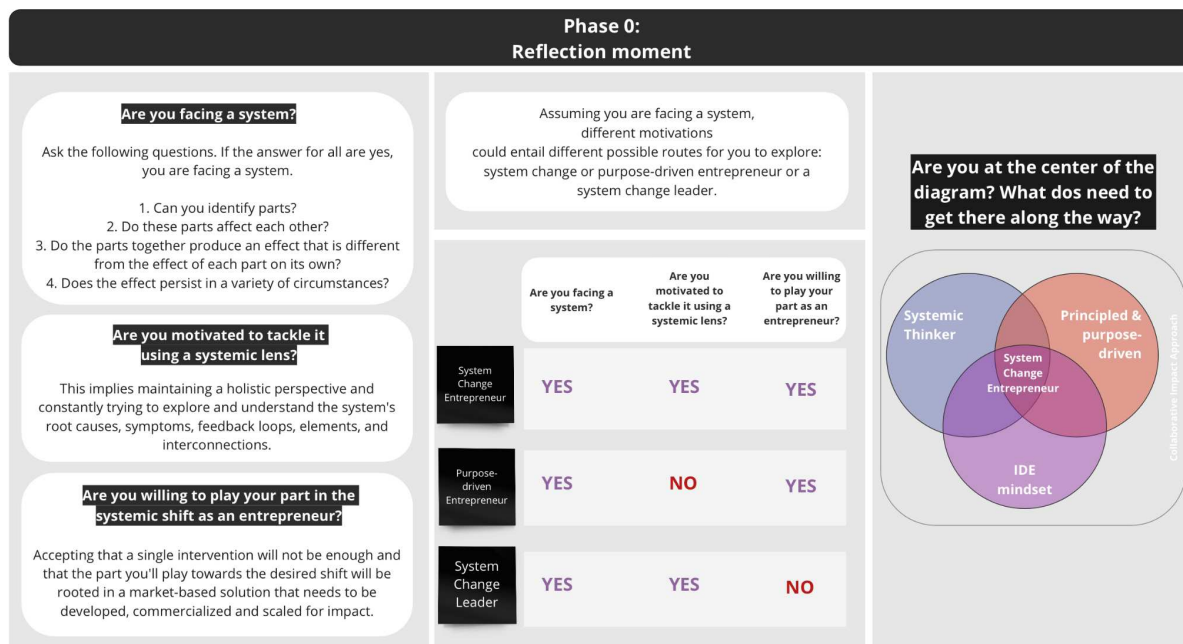 Phase 0:
Reflection moment
Are you facing a system?
Ask the following questions. If the answer for all are yes,
you are facing a system.
1. Can you identify parts?
2. Do these parts affect each other?
3. Do the parts together produce an effect that is different
from the effect of each part on its own?
4. Does the effect persist in a variety of circumstances?
Are you motivated to tackle it
using a systemic lens?
This implies maintaining a holistic perspective and
constantly trying to explore and understand the system's
root causes, symptoms, feedback loops, elements, and
interconnections.
Are you willing to play your part in the
systemic shift as an entrepreneur?
Accepting that a single intervention will not be enough and
that the part you'll play towards the desired shift will be
rooted in a market-based solution that needs to be
developed, commercialized and scaled for impact.
Assuming you are facing a system,
different motivations
could entail different possible routes for you to explore:
system change or purpose-driven entrepreneur or a
system change leader.
Are you facing a
system?
Are you
motivated to
tackle it using a
systemic lens?
Are you willing
to play your
part as an
entrepreneur?
System
Change
Entrepreneur
YES
YES
YES
Purpose-
driven
Entrepreneur
YES
NO
YES
System
Change
Leader
YES
YES
NO
Are you at the center of the
diagram? What dos need to
get there along the way?
Systemic
Thinker
Principled &
purpose-
driven
System
Change
Entrepreneur
IDE
mindset
Collaborative Impact Approach